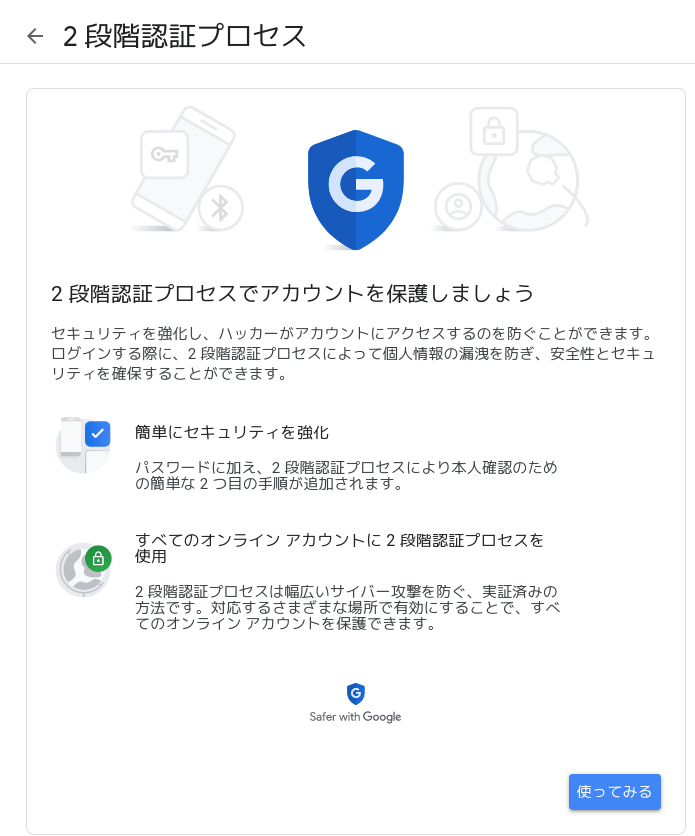 2 段階認証プロセス
G
2 段階認証プロセスでアカウントを保護しましょう
セキュリティを強化し、ハッカーがアカウントにアクセスするのを防ぐことができます。
ログインする際に、2 段階認証プロセスによって個人情報の漏洩を防ぎ、安全性とセキュ
リティを確保することができます。
簡単にセキュリティを強化
パスワードに加え、2 段階認証プロセスにより本人確認のため
の簡単な 2 つ目の手順が追加されます。
すべてのオンライン アカウントに 2 段階認証プロセスを
使用
2 段階認証プロセスは幅広いサイバー攻撃を防ぐ、実証済みの
方法です。対応するさまざまな場所で有効にすることで、すべ
てのオンライン アカウントを保護できます。
G
Safer with Google
使ってみる